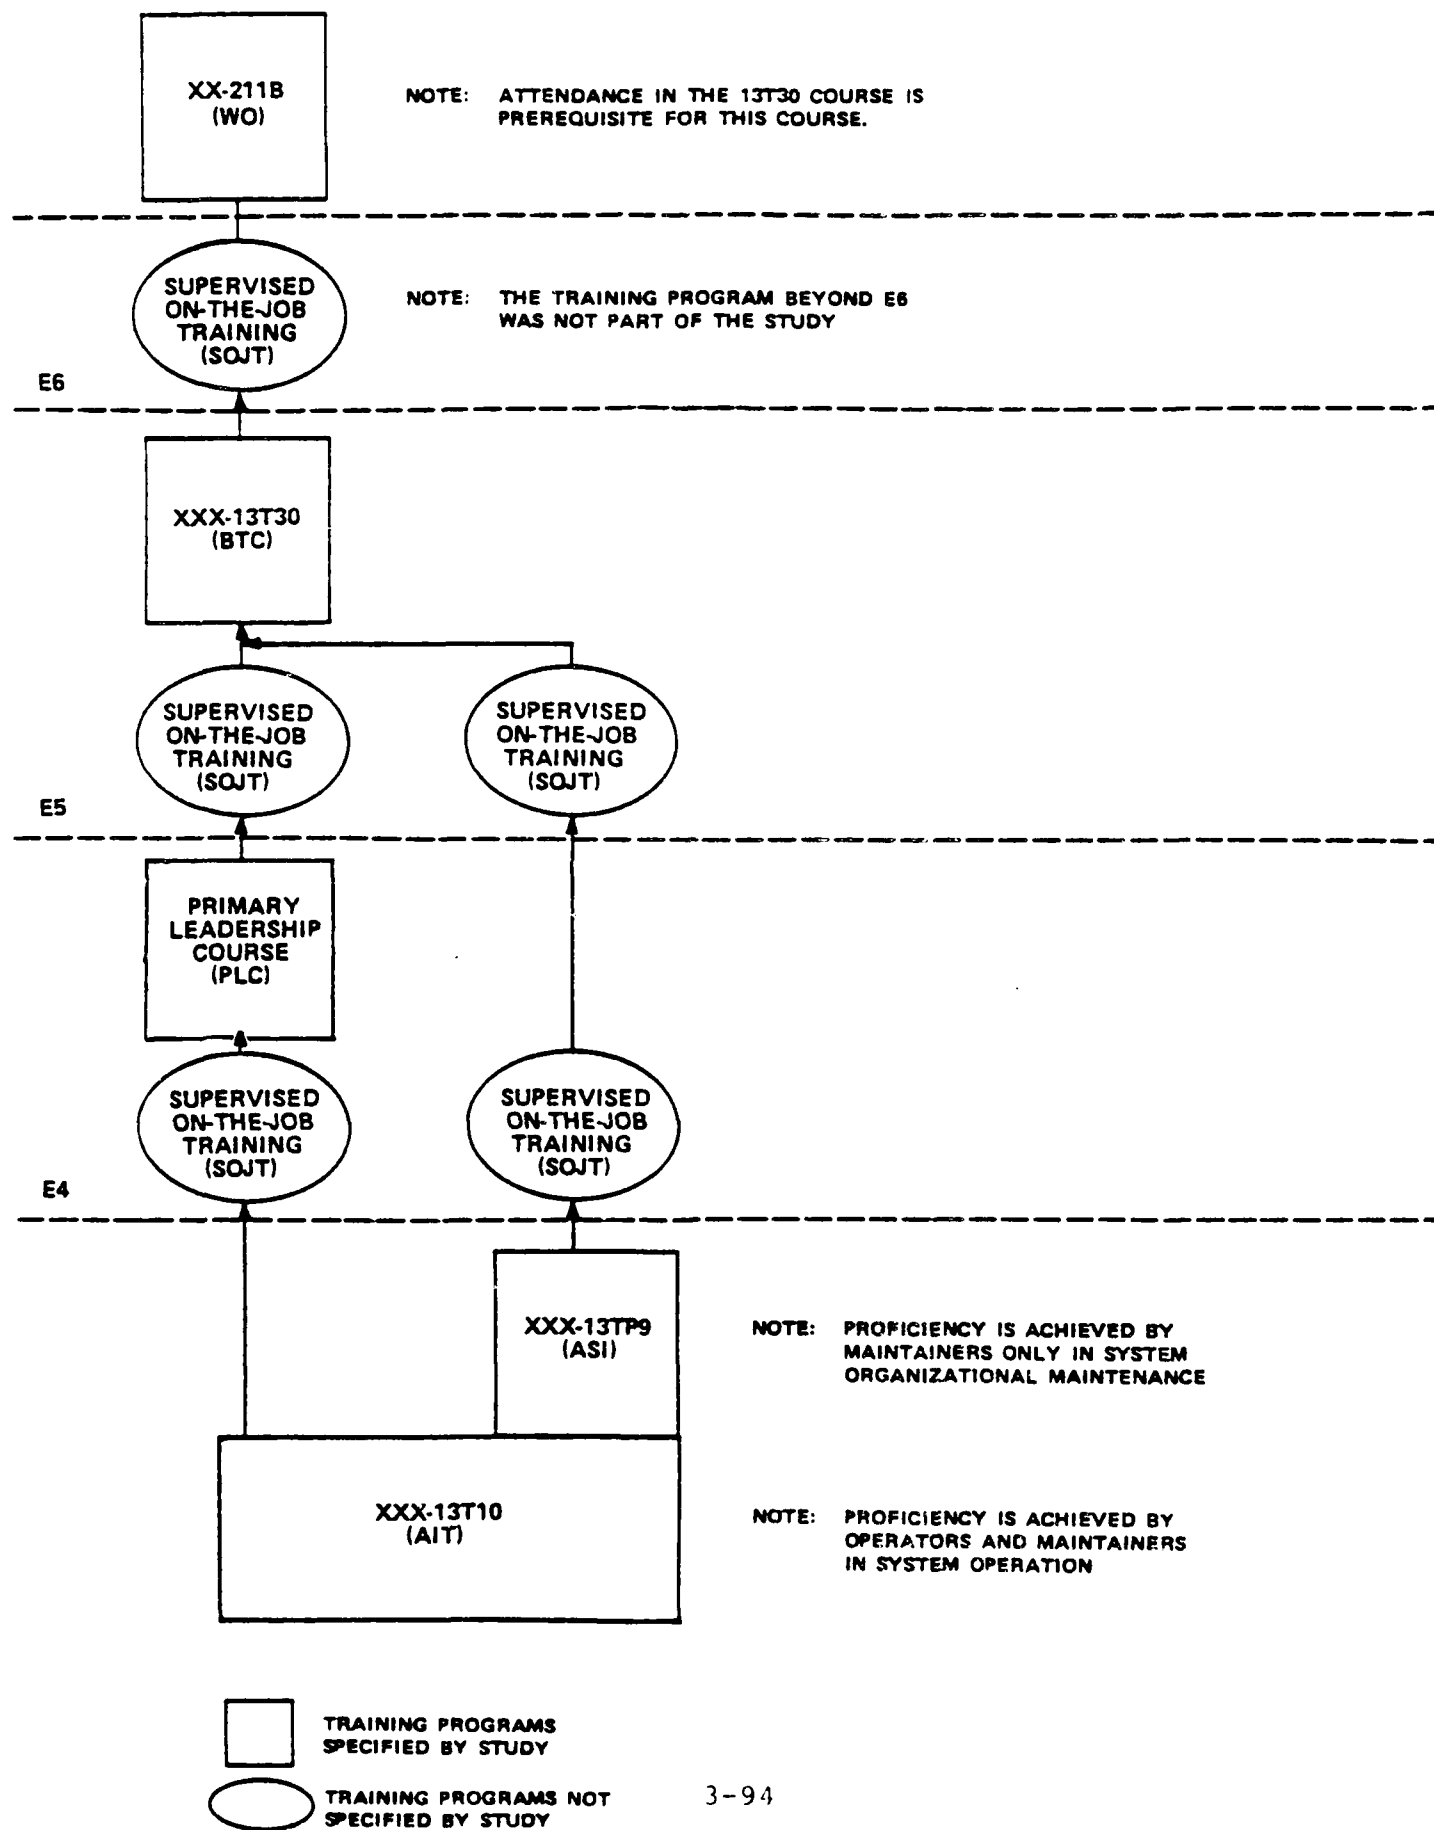 XX-211B
(WO)
NOTE: ATTENDANCE IN THE 13T30 COURSE IS
PREREQUISITE FOR THIS COURSE.
SUPERVISED
ON-THE-JOB
TRAINING
(SOJT)
NOTE: THE TRAINING PROGRAM BEYOND E6
WAS NOT PART OF THE STUDY
E6
XXX-13T30
(BTC)
SUPERVISED
ON-THE-JOB
TRAINING
(SOJT)
SUPERVISED
ON-THE-JOB
TRAINING
(SOJT)
E5
PRIMARY
LEADERSHIP
COURSE
(PLC)
SUPERVISED
ON-THE-JOB
TRAINING
(SOJT)
SUPERVISED
ON-THE-JOB
TRAINING
(SOJT)
E4
XXX-13TP9
(ASI)
NOTE: PROFICIENCY IS ACHIEVED BY
MAINTAINERS ONLY IN SYSTEM
ORGANIZATIONAL MAINTENANCE
XXX-13T10
(AIT)
NOTE: PROFICIENCY IS ACHIEVED BY
OPERATORS AND MAINTAINERS
IN SYSTEM OPERATION
TRAINING PROGRAMS
SPECIFIED BY STUDY
TRAINING PROGRAMS NOT
SPECIFIED BY STUDY
3-94